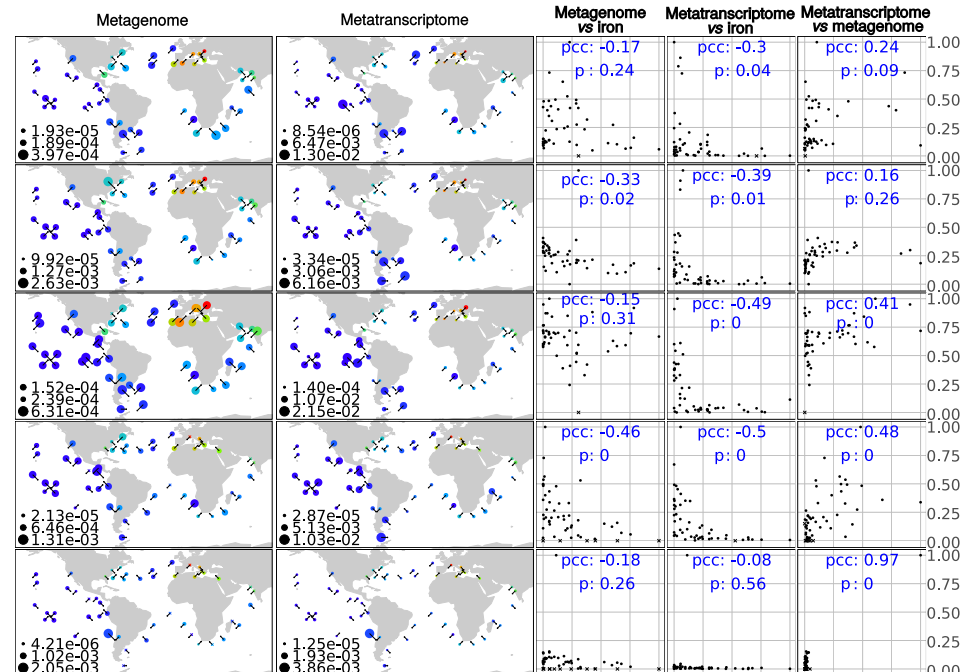 Metagenome
Metatranscriptome
Metagenome
vs iron
Metatranscriptome
vs iron
Metatranscriptome
vs metagenome
1.93e-05
1.89e-04
3.97e-04
8.54e-06
6.47e-03
1.30e-02
pcc: -0.17
p: 0.24
pcc: -0.3
p: 0.04
pcc: 0.24
p: 0.09
1.00
0.75
0.50
0.25
0.00
9.92e-05
1.27e-03
2.63e-03
3.34e-05
3.06e-03
6.16e-03
pcc: -0.33
p: 0.02
pcc: -0.39
p: 0.01
pcc: 0.16
p: 0.26
1.00
0.75
0.50
0.25
0.00
1.52e-04
2.39e-04
6.31e-04
1.40e-04
1.07e-02
2.15e-02
pcc: -0.15
p: 0.31
pcc: -0.49
p: 0
pcc: 0.41
p: 0
1.00
0.75
0.50
0.25
0.00
2.13e-05
6.46e-04
1.31e-03
2.87e-05
5.13e-03
1.03e-02
pcc: -0.46
p: 0
pcc: -0.5
p: 0
pcc: 0.48
p: 0
1.00
0.75
0.50
0.25
0.00
4.21e-06
1.02e-03
2.05e-03
1.25e-05
1.93e-03
3.86e-03
pcc: -0.18
p: 0.26
pcc: -0.08
p: 0.56
pcc: 0.97
p: 0
1.00
0.75
0.50
0.25
0.00